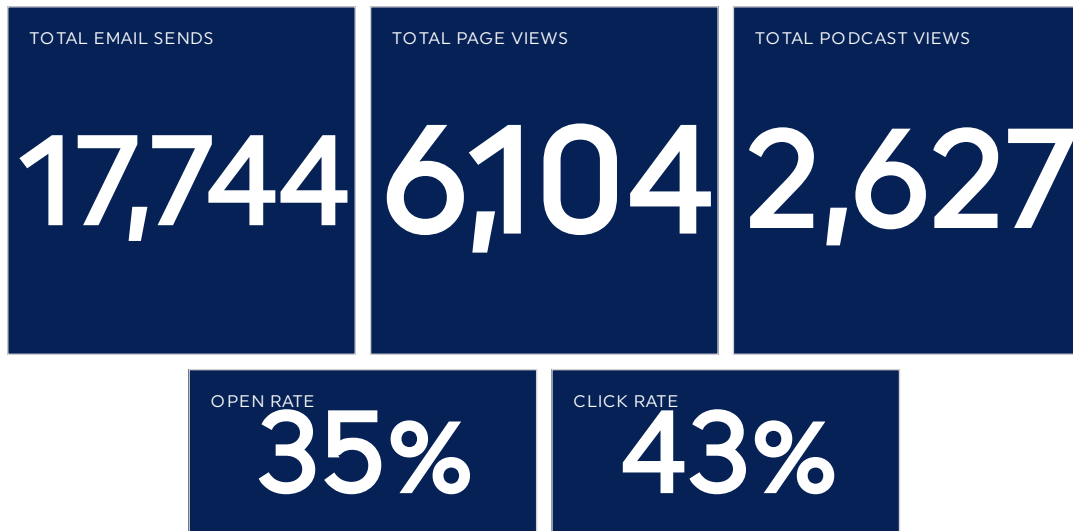 TOTAL EMAIL SENDS
17,744
TOTAL PAGE VIEWS
6,104
TOTAL PODCAST VIEWS
2,627
OPEN RATE
35%
CLICK RATE
43%